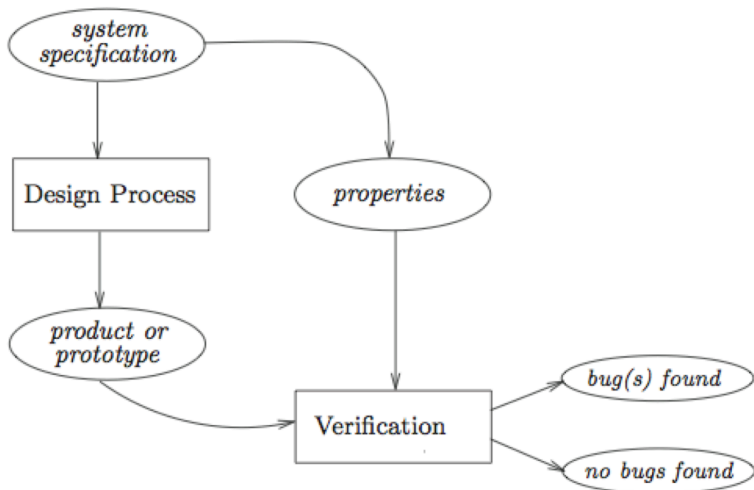 system
specification
Design Process
properties
product or
prototype
Verification
bug(s) found
no bugs found